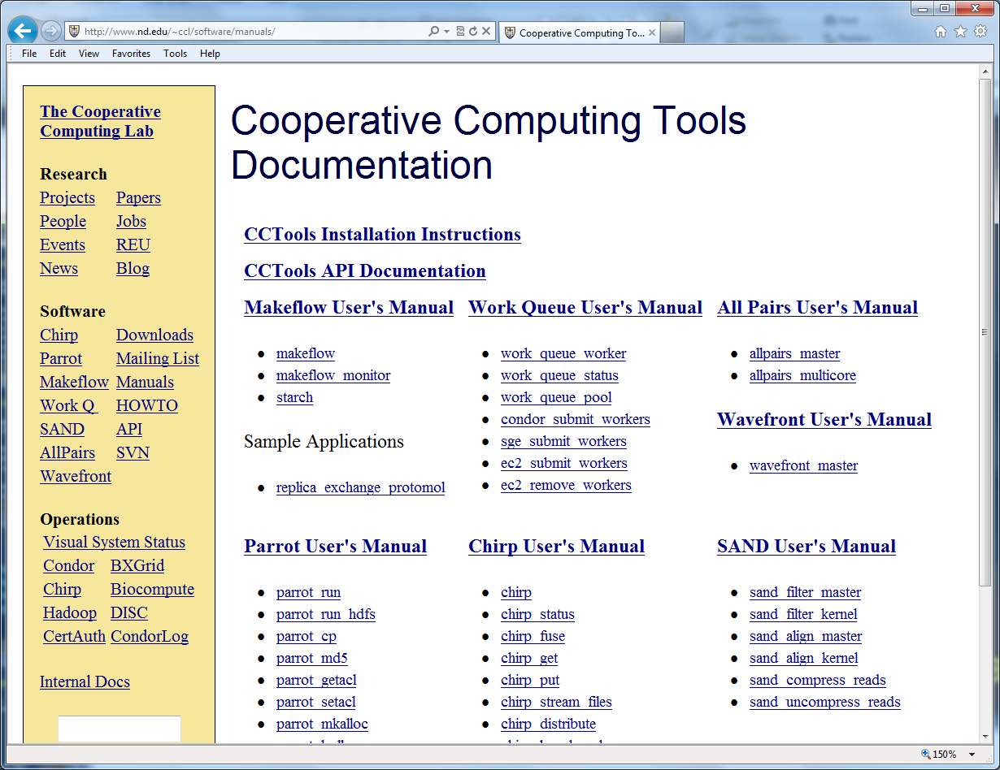 http://www.nd.edu/~ccl/software/manuals/
Cooperative Computing To...
File Edit View Favorites Tools Help
The Cooperative
Computing Lab
Research
Projects Papers
People Jobs
Events REU
News Blog
Software
Chirp Downloads
Parrot Mailing List
Makeflow Manuals
Work Q HOWTO
SAND API
AllPairs SVN
Wavefront
Operations
Visual System Status
Condor BXGrid
Chirp Biocompute
Hadoop DISC
CertAuth CondorLog
Internal Docs
Cooperative Computing Tools
Documentation
CCTools Installation Instructions
CCTools API Documentation
Makeflow User's Manual
makeflow
makeflow_monitor
starch
Sample Applications
replica_exchange_protomol
Work Queue User's Manual
work_queue_worker
work_queue_status
work_queue_pool
condor_submit_workers
sge_submit_workers
ec2_submit_workers
ec2_remove_workers
All Pairs User's Manual
allpairs_master
allpairs_multicore
Wavefront User's Manual
wavefront_master
Parrot User's Manual
parrot_run
parrot_run_hdfs
parrot_cp
parrot_md5
parrot_getacl
parrot_setacl
parrot_mkalloc
Chirp User's Manual
chirp
chirp_status
chirp_fuse
chirp_get
chirp_put
chirp_stream_files
chirp_distribute
SAND User's Manual
sand_filter_master
sand_filter_kernel
sand_align_master
sand_align_kernel
sand_compress_reads
sand_uncompress_reads
150%